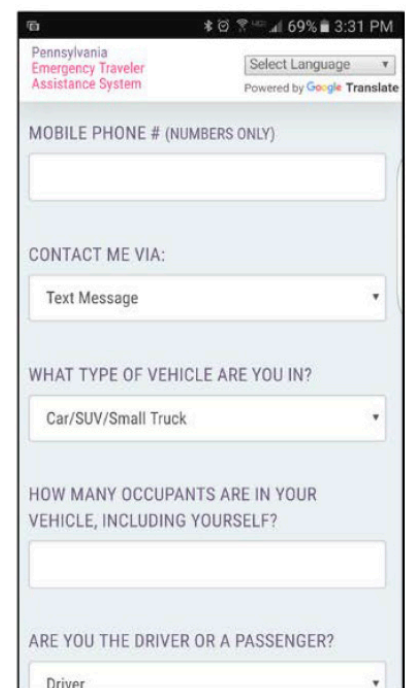 69% 3:31 PM
Pennsylvania
Emergency Traveler
Assistance System
Select Language
Powered by Google Translate
MOBILE PHONE # (NUMBERS ONLY)
CONTACT ME VIA:
Text Message
WHAT TYPE OF VEHICLE ARE YOU IN?
Car/SUV/Small Truck
HOW MANY OCCUPANTS ARE IN YOUR
VEHICLE, INCLUDING YOURSELF?
ARE YOU THE DRIVER OR A PASSENGER?
Driver